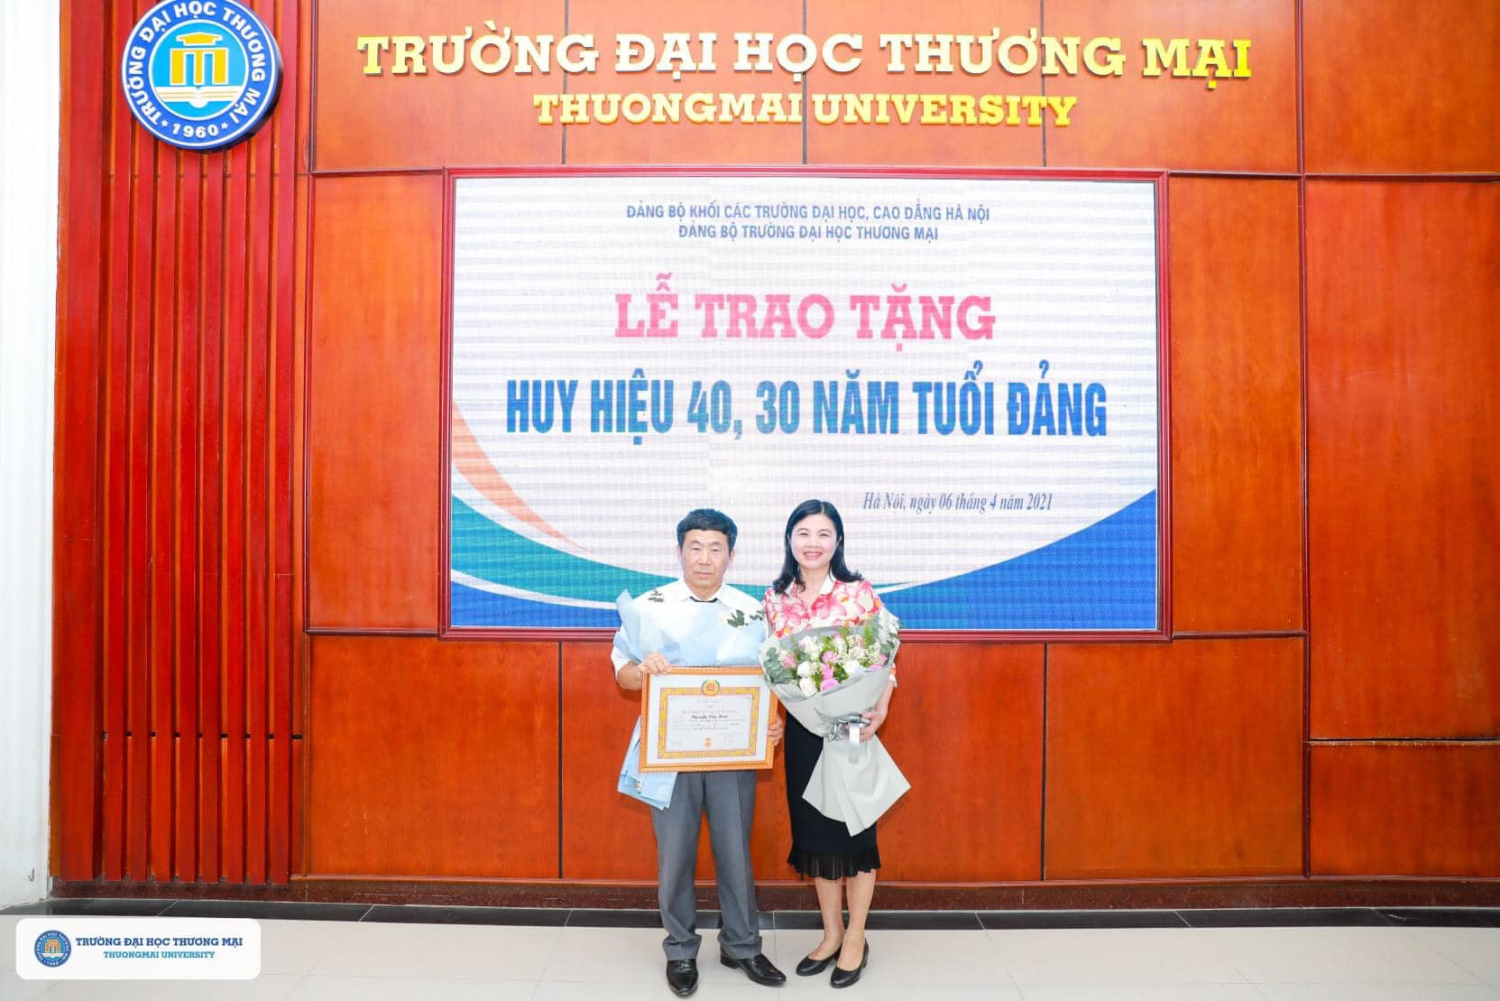 TRƯỜNG ĐẠI HỌC THƯƠNG MẠI
1960
TRƯỜNG ĐẠI HỌC THƯƠNG MẠI
THUONGMAI UNIVERSITY
ĐẢNG BỘ KHỐI CÁC TRƯỜNG ĐẠI HỌC, CAO ĐẲNG HÀ NỘI
ĐẢNG BỘ TRƯỜNG ĐẠI HỌC THƯƠNG MẠI
LỄ TRAO TẶNG
HUY HIỆU 40, 30 NĂM TUỔI ĐẢNG
Hà Nội, ngày 06 tháng 4 năm 2021
TRƯỜNG ĐẠI HỌC THƯƠNG MẠI
THUONGMAI UNIVERSITY